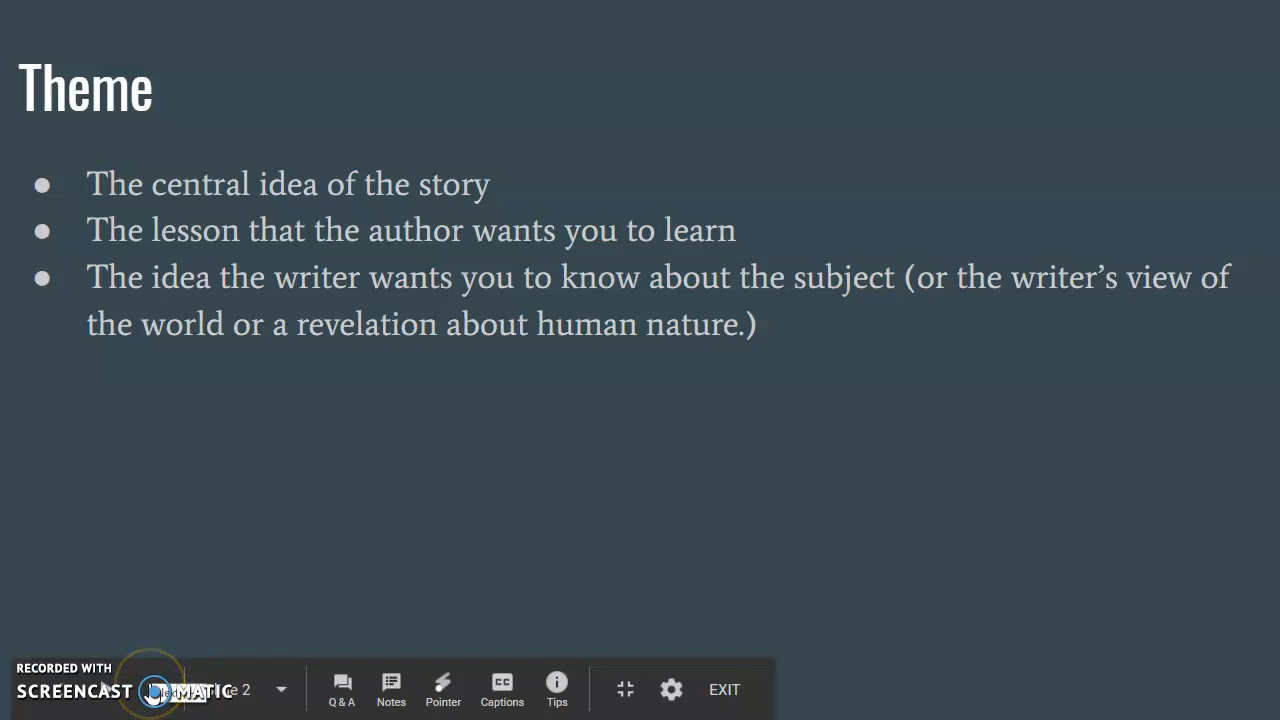 Theme
● The central idea of the story
● The lesson that the author wants you to learn
● The idea the writer wants you to know about the subject (or the writer’s view of
the world or a revelation about human nature.)
RECORDED WITH
SCREENCAST MATIC
2
Q & A Notes Pointer Captions Tips EXIT